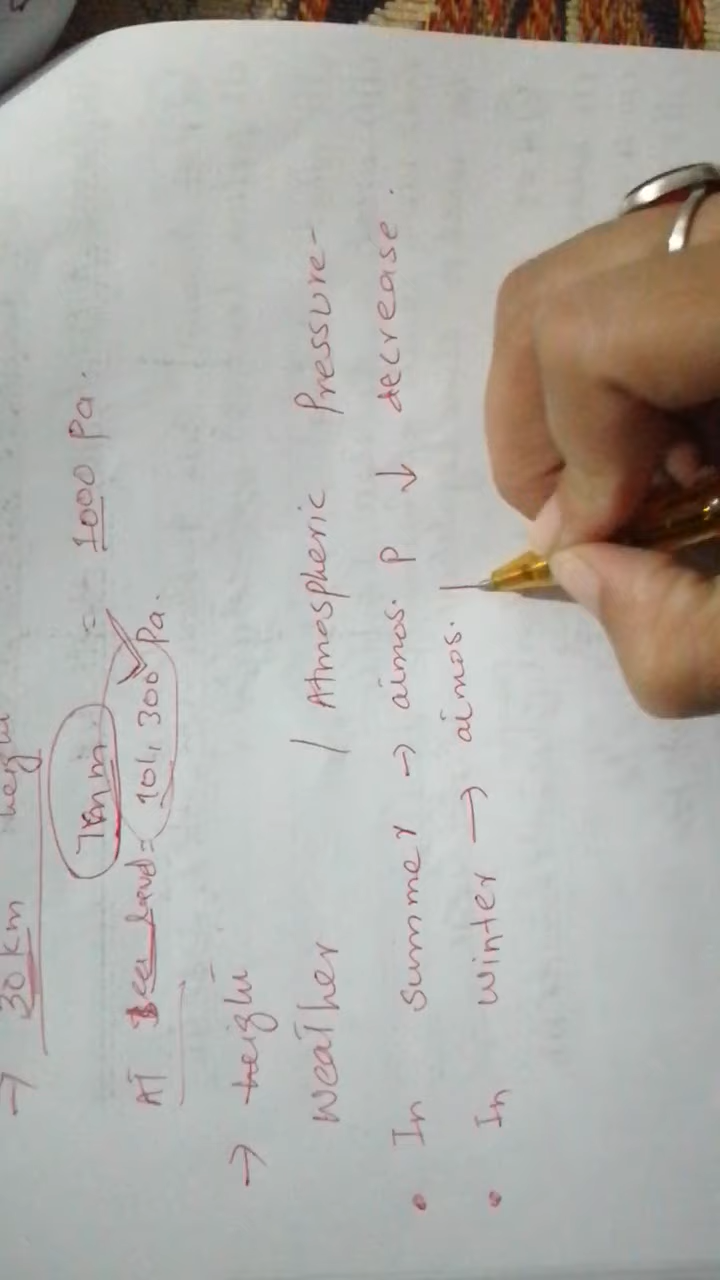 → 30 km height
7mm = 1000 Pa.
AT sea level = 101,300 Pa.
→ height
Weather / Atmospheric Pressure-
• In summer → atmos. P ↓ decrease.
• In winter → atmos.